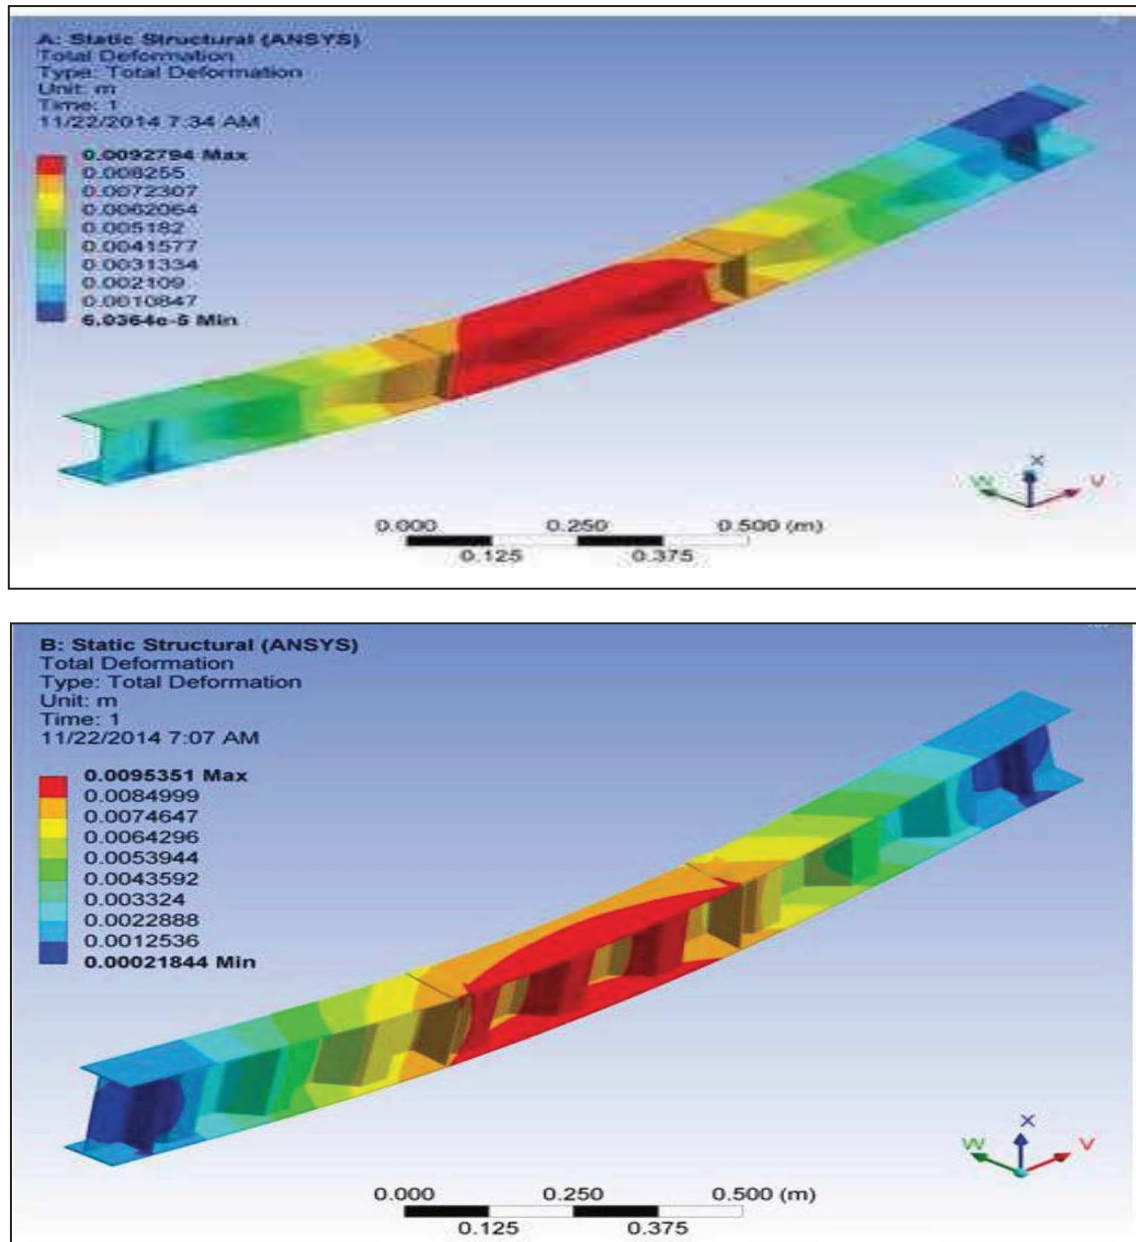 A: Static Structural (ANSYS)
Total Deformation
Type: Total Deformation
Unit: m
Time: 1
11/22/2014 7:34 AM
0.0092794 Max
0.008255
0.0072307
0.0062064
0.005182
0.0041577
0.0031334
0.002109
0.0010847
6.0364e-5 Min
X
W
V
0.000 0.250 0.500 (m)
0.125 0.375
B: Static Structural (ANSYS)
Total Deformation
Type: Total Deformation
Unit: m
Time: 1
11/22/2014 7:07 AM
0.0095351 Max
0.0084999
0.0074647
0.0064296
0.0053944
0.0043592
0.003324
0.0022888
0.0012536
0.00021844 Min
X
W
V
0.000 0.250 0.500 (m)
0.125 0.375